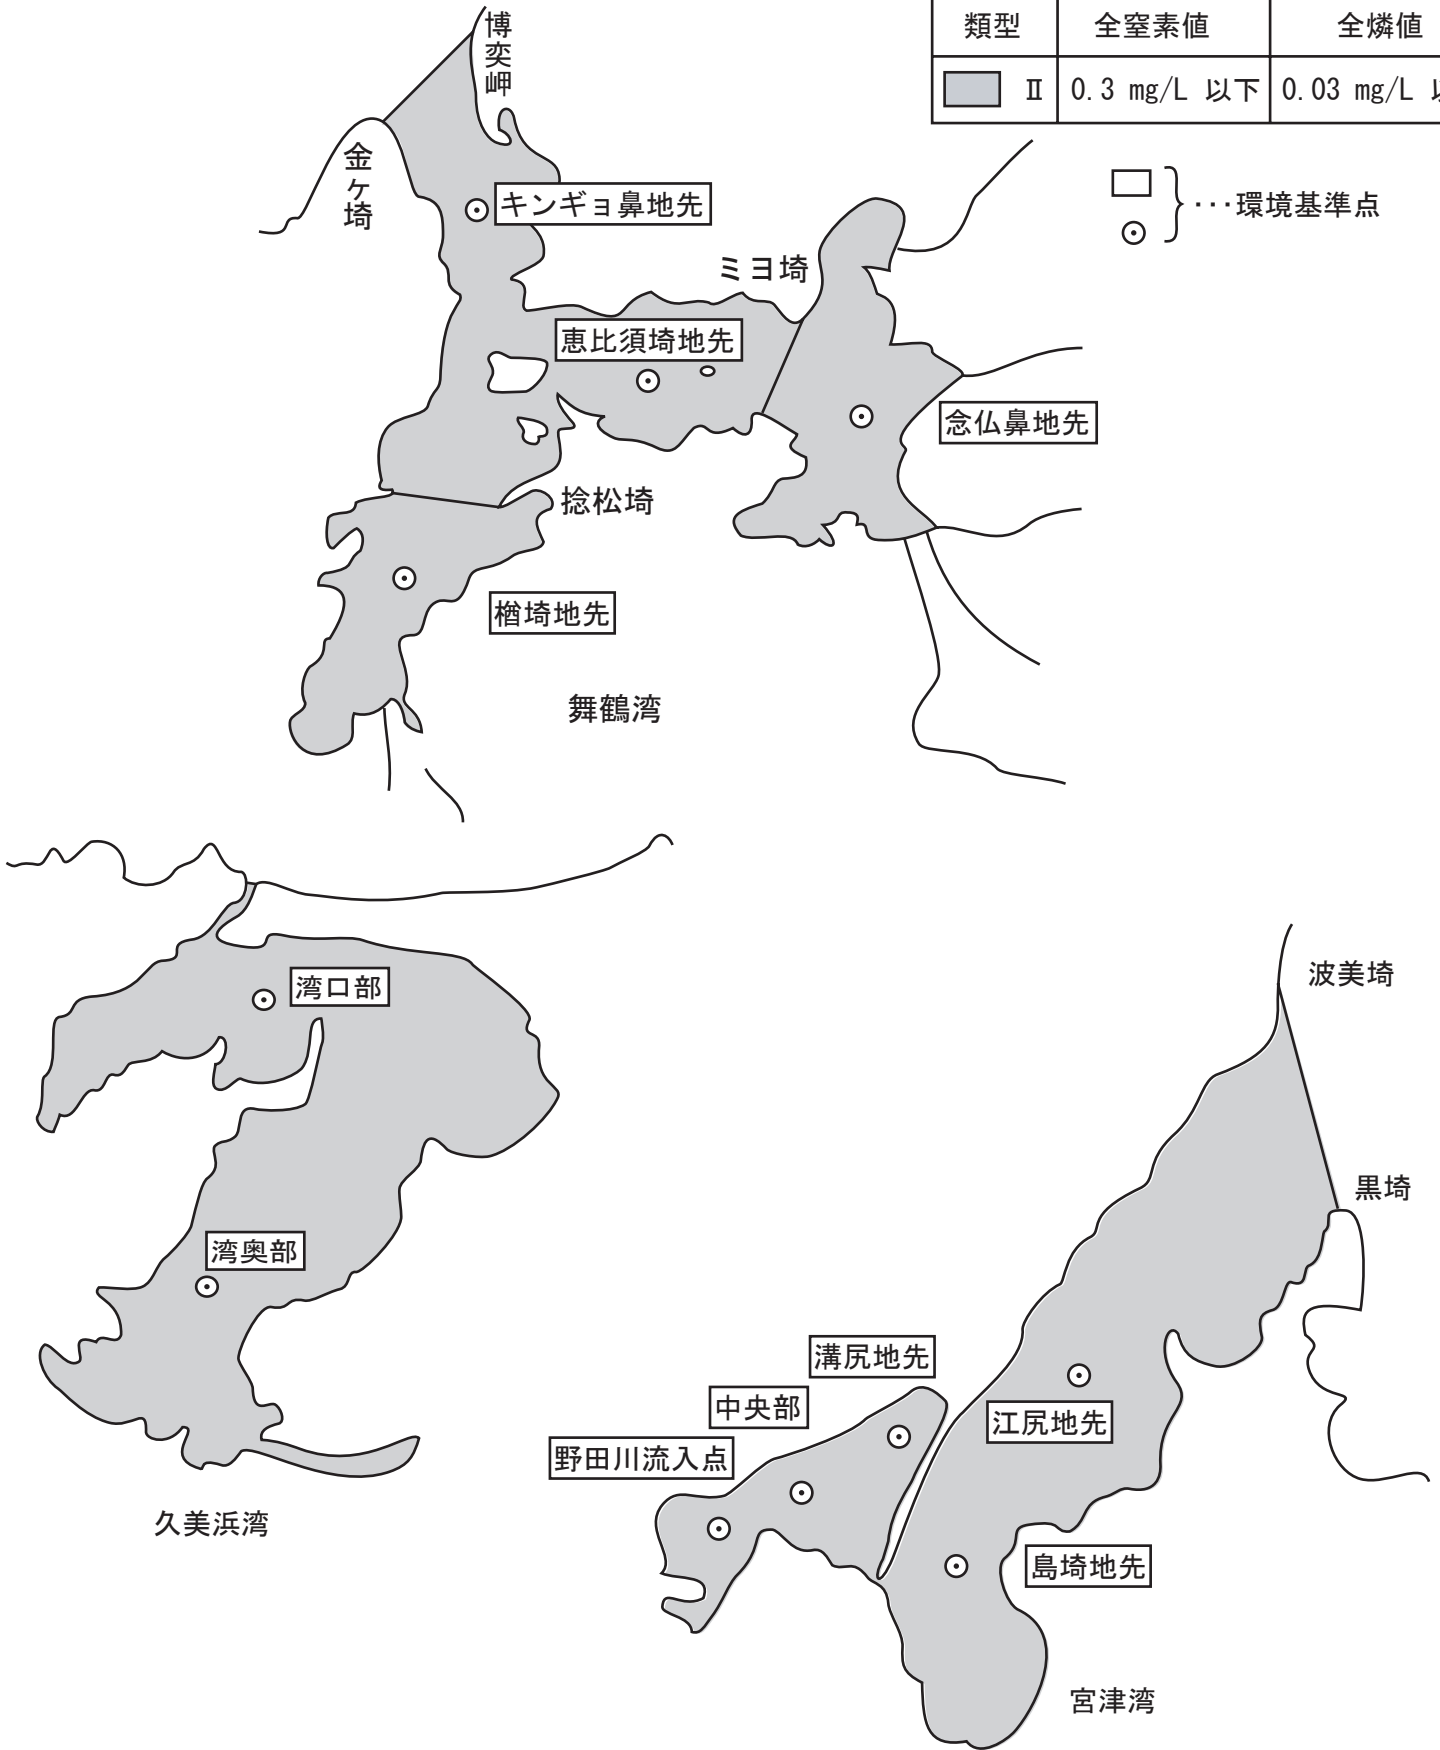 博奕岬
類型 全窒素値 全燐値
Ⅱ 0.3 mg/L 以下 0.03 mg/L
金ヶ埼
キンギョ鼻地先
･･･環境基準点
ミヨ埼
恵比須埼地先
念仏鼻地先
捻松埼
楢埼地先
舞鶴湾
湾口部
波美埼
黒埼
湾奥部
溝尻地先
中央部
江尻地先
野田川流入点
久美浜湾
島埼地先
宮津湾